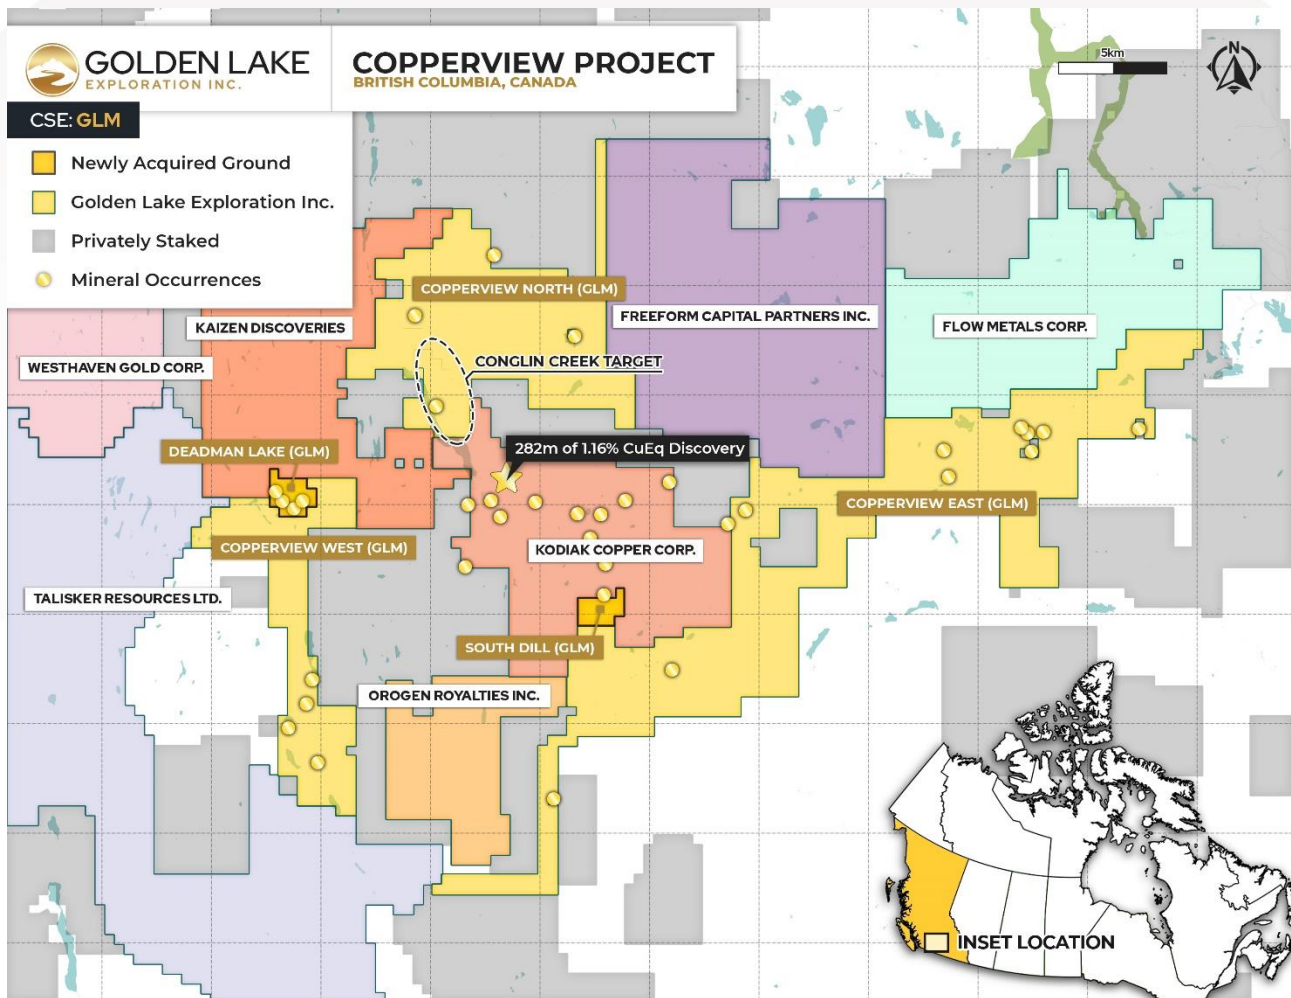 GOLDEN LAKE
EXPLORATION INC.
COPPERVIEW PROJECT
BRITISH COLUMBIA, CANADA
5km
N
CSE: GLM
Newly Acquired Ground
Golden Lake Exploration Inc.
Privately Staked
Mineral Occurrences
COPPERVIEW NORTH (GLM)
FREEFORM CAPITAL PARTNERS INC.
KAIZEN DISCOVERIES
FLOW METALS CORP.
CONGLIN CREEK TARGET
WESTHAVEN GOLD CORP.
282m of 1.16% CuEq Discovery
DEADMAN LAKE (GLM)
COPPERVIEW EAST (GLM)
COPPERVIEW WEST (GLM)
KODIAK COPPER CORP.
TALISKER RESOURCES LTD.
SOUTH DILL (GLM)
OROGEN ROYALTIES INC.
INSET LOCATION